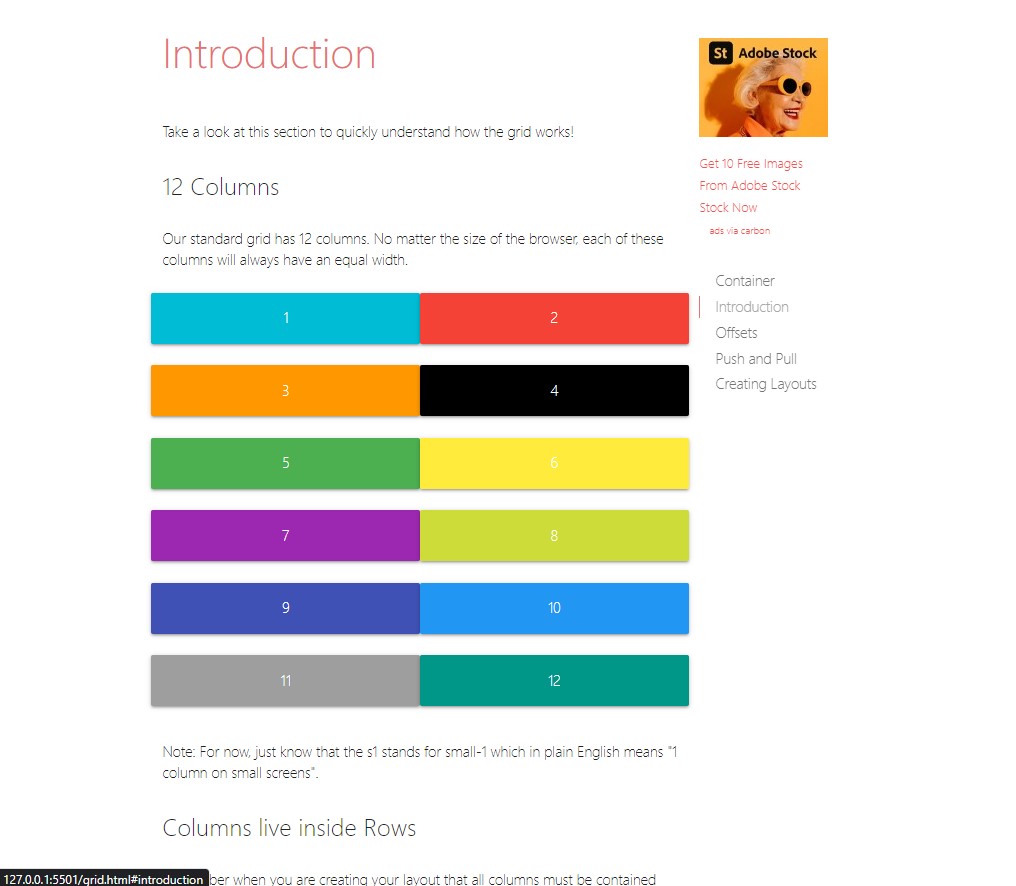 Introduction
Take a look at this section to quickly understand how the grid works!
12 Columns
Our standard grid has 12 columns. No matter the size of the browser, each of these
columns will always have an equal width.
1
2
3
4
5
6
7
8
9
10
11
12
Note: For now, just know that the s1 stands for small-1 which in plain English means "1
column on small screens".
Columns live inside Rows
ber when you are creating your layout that all columns must be contained
St Adobe Stock
Get 10 Free Images
From Adobe Stock
Stock Now
ads via carbon
Container
Introduction
Offsets
Push and Pull
Creating Layouts
127.0.0.1:5501/grid.html#introduction